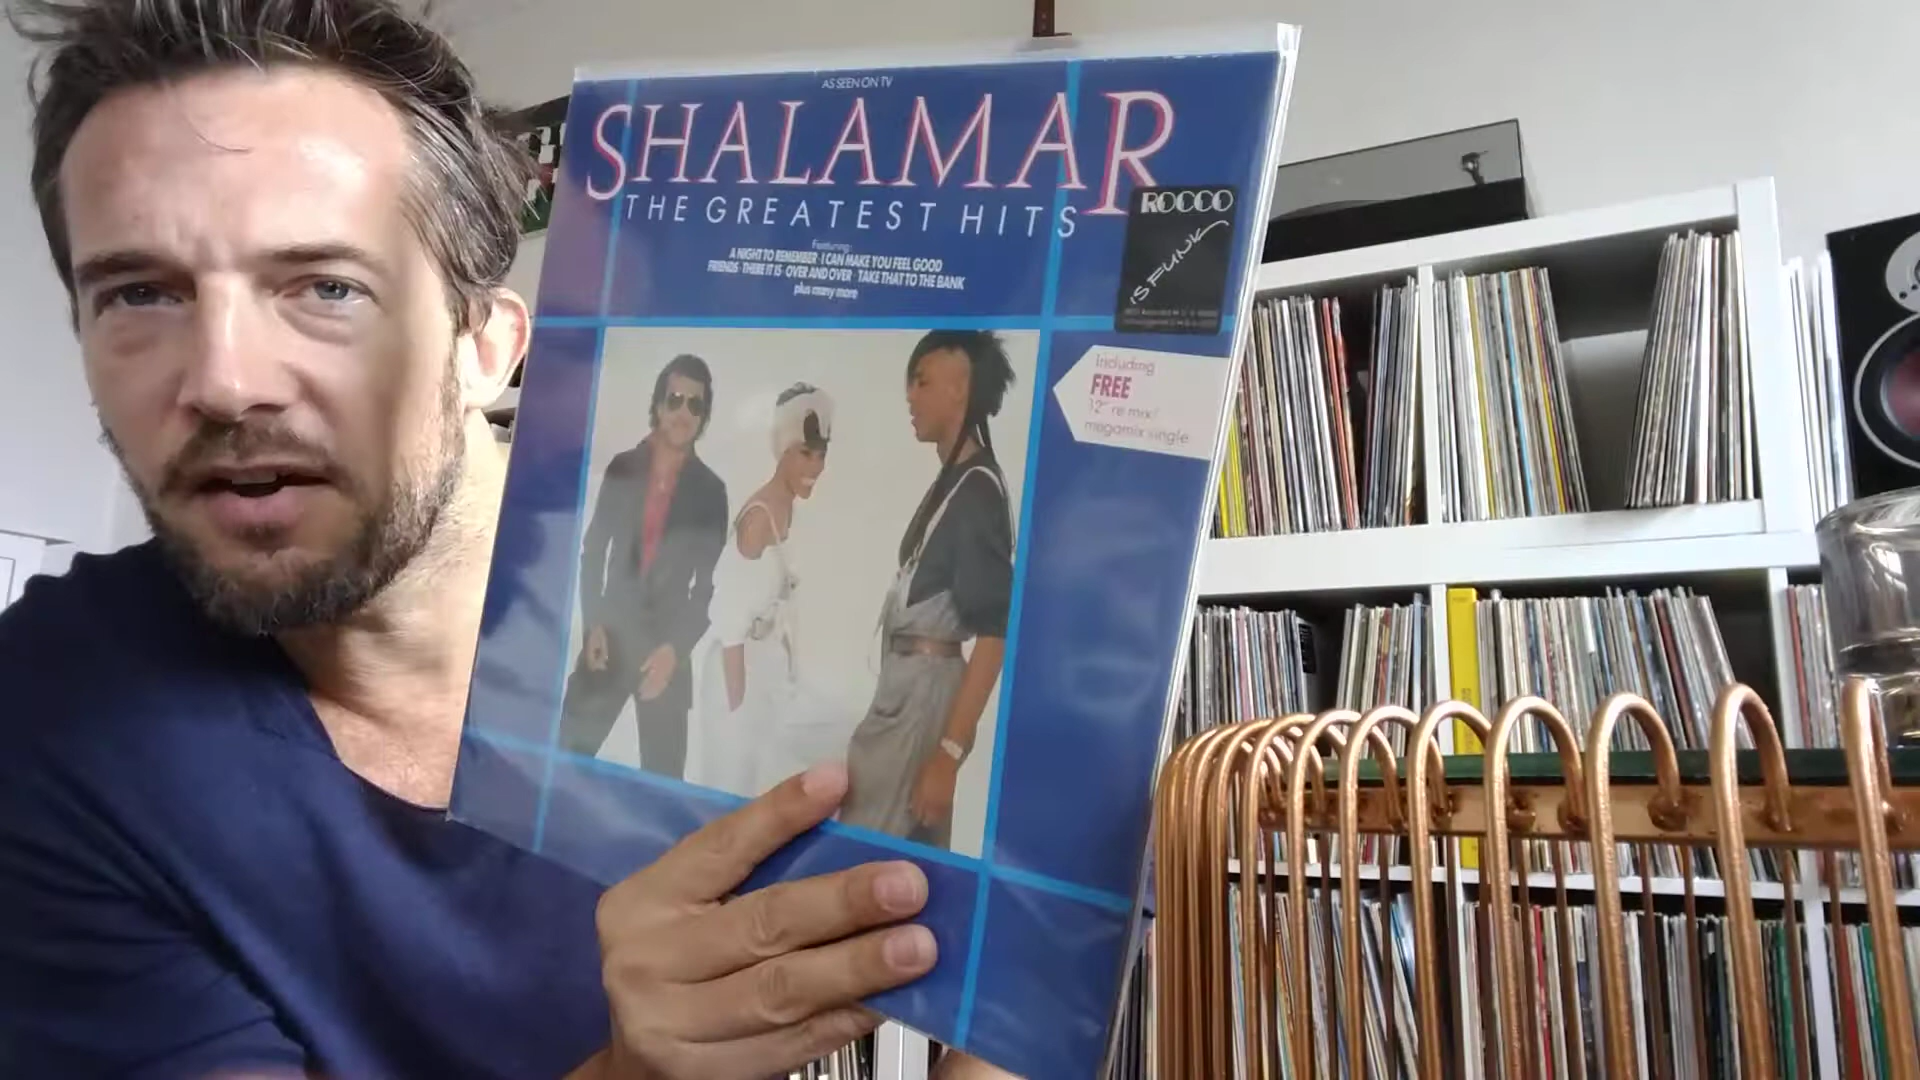 AS SEEN ON TV
SHALAMAR
THE GREATEST HITS
Featuring:
A NIGHT TO REMEMBER · I CAN MAKE YOU FEEL GOOD
FRIENDS · THERE IT IS · OVER AND OVER · TAKE THAT TO THE BANK
plus many more
ROCCO
IS FUNK
Including
FREE
12" re mix/
megamix single